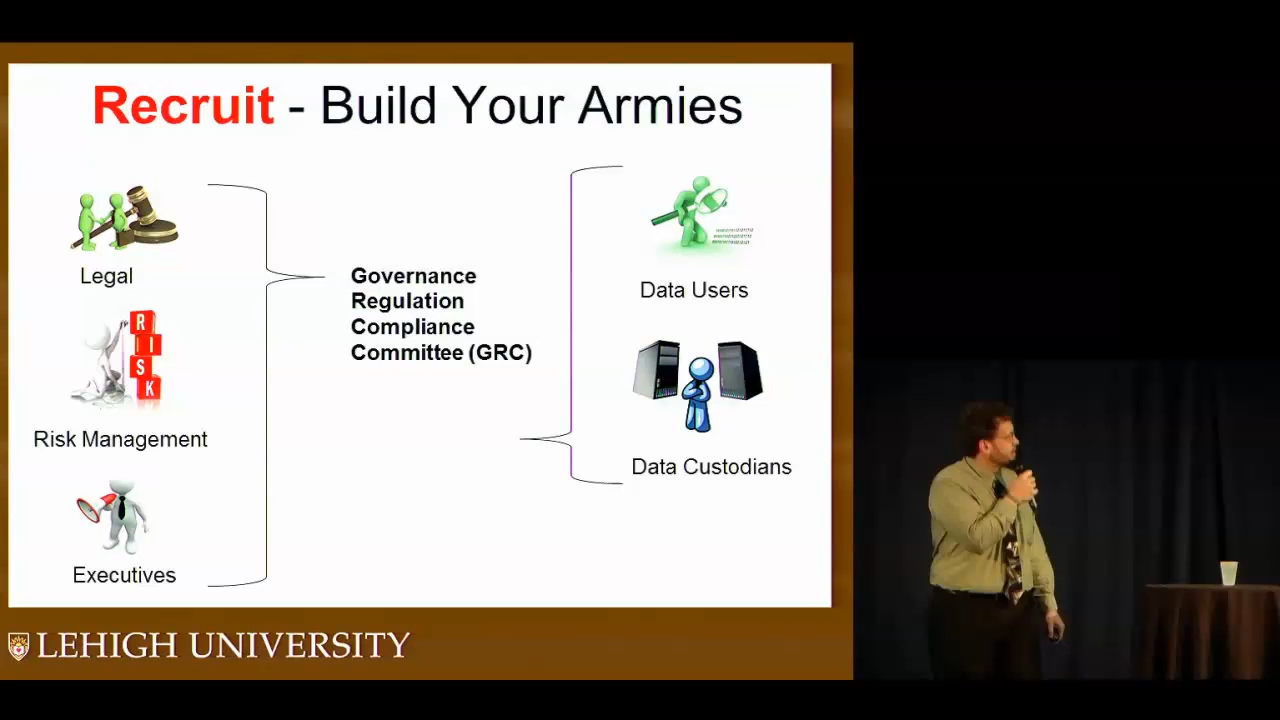 Recruit - Build Your Armies
Legal
R
I
S
K
Risk Management
Executives
Governance
Regulation
Compliance
Committee (GRC)
Data Users
Data Custodians
LEHIGH UNIVERSITY